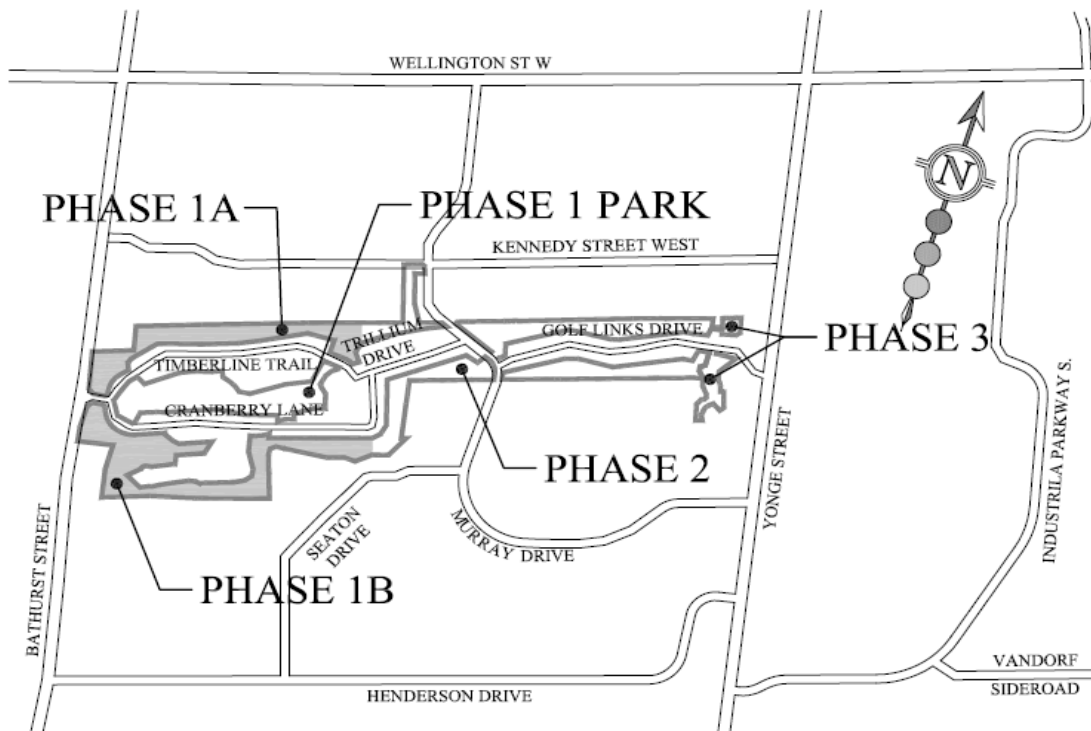 WELLINGTON ST W
N
PHASE 1A
PHASE 1 PARK
KENNEDY STREET WEST
TRILLIUM
DRIVE
GOLF LINKS DRIVE
PHASE 3
TIMBERLINE TRAIL
CRANBERRY LANE
PHASE 2
YONGE STREET
INDUSTRILA PARKWAY S.
BATHURST STREET
SEATON
DRIVE
MURRAY DRIVE
PHASE 1B
VANDORF
SIDEROAD
HENDERSON DRIVE